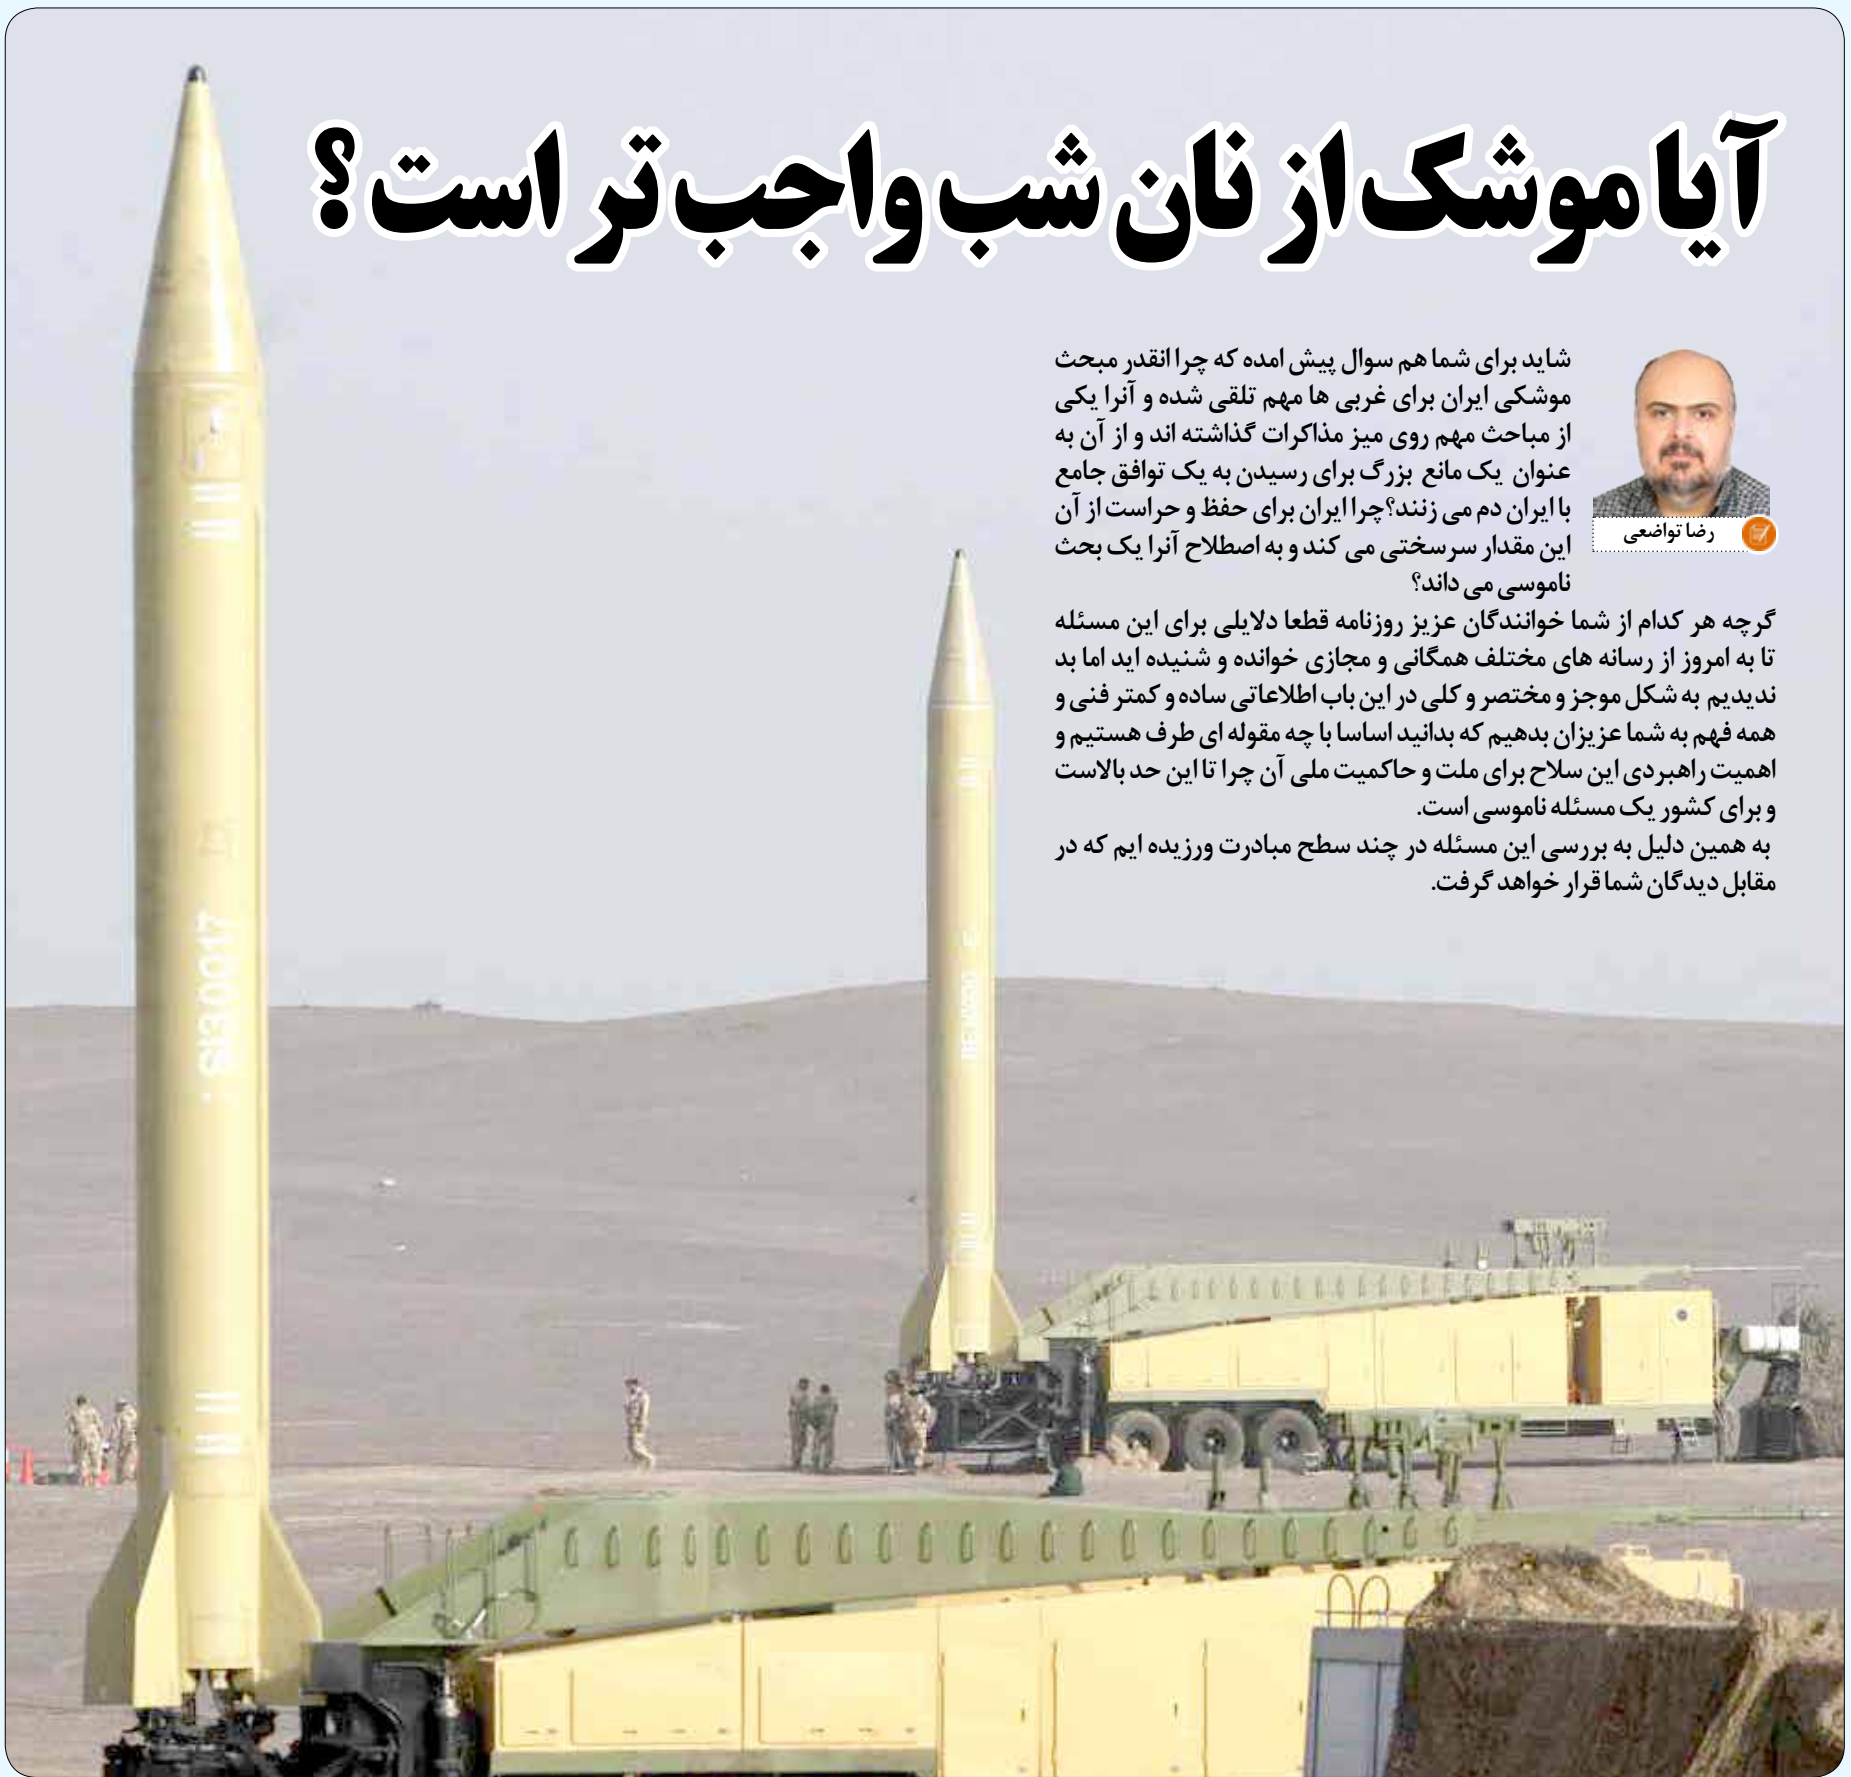 آیا موشک از نان شب واجب تر است؟
شاید برای شما هم سوال پیش امده که چرا انقدر مبحث
موشکی ایران برای غربی ها مهم تلقی شده و آنرا یکی
از مباحث مهم روی میز مذاکرات گذاشته اند و از آن به
عنوان یک مانع بزرگ برای رسیدن به یک توافق جامع
با ایران دم می زنند؟چرا ایران برای حفظ و حراست از آن
این مقدار سرسختی می کند و به اصطلاح آنرا یک بحث
ناموسی می داند؟
رضا تواضعی
گرچه هر کدام از شما خوانندگان عزیز روزنامه قطعا دلایلی برای این مسئله
تا به امروز از رسانه های مختلف همگانی و مجازی خوانده و شنیده اید اما بد
ندیدیم به شکل موجز و مختصر و کلی در این باب اطلاعاتی ساده و کمتر فنی و
همه فهم به شما عزیزان بدهیم که بدانید اساسا با چه مقوله ای طرف هستیم و
اهمیت راهبردی این سلاح برای ملت و حاکمیت ملی آن چرا تا این حد بالاست
و برای کشور یک مسئله ناموسی است.
به همین دلیل به بررسی این مسئله در چند سطح مبادرت ورزیده ایم که در
مقابل دیدگان شما قرار خواهد گرفت.